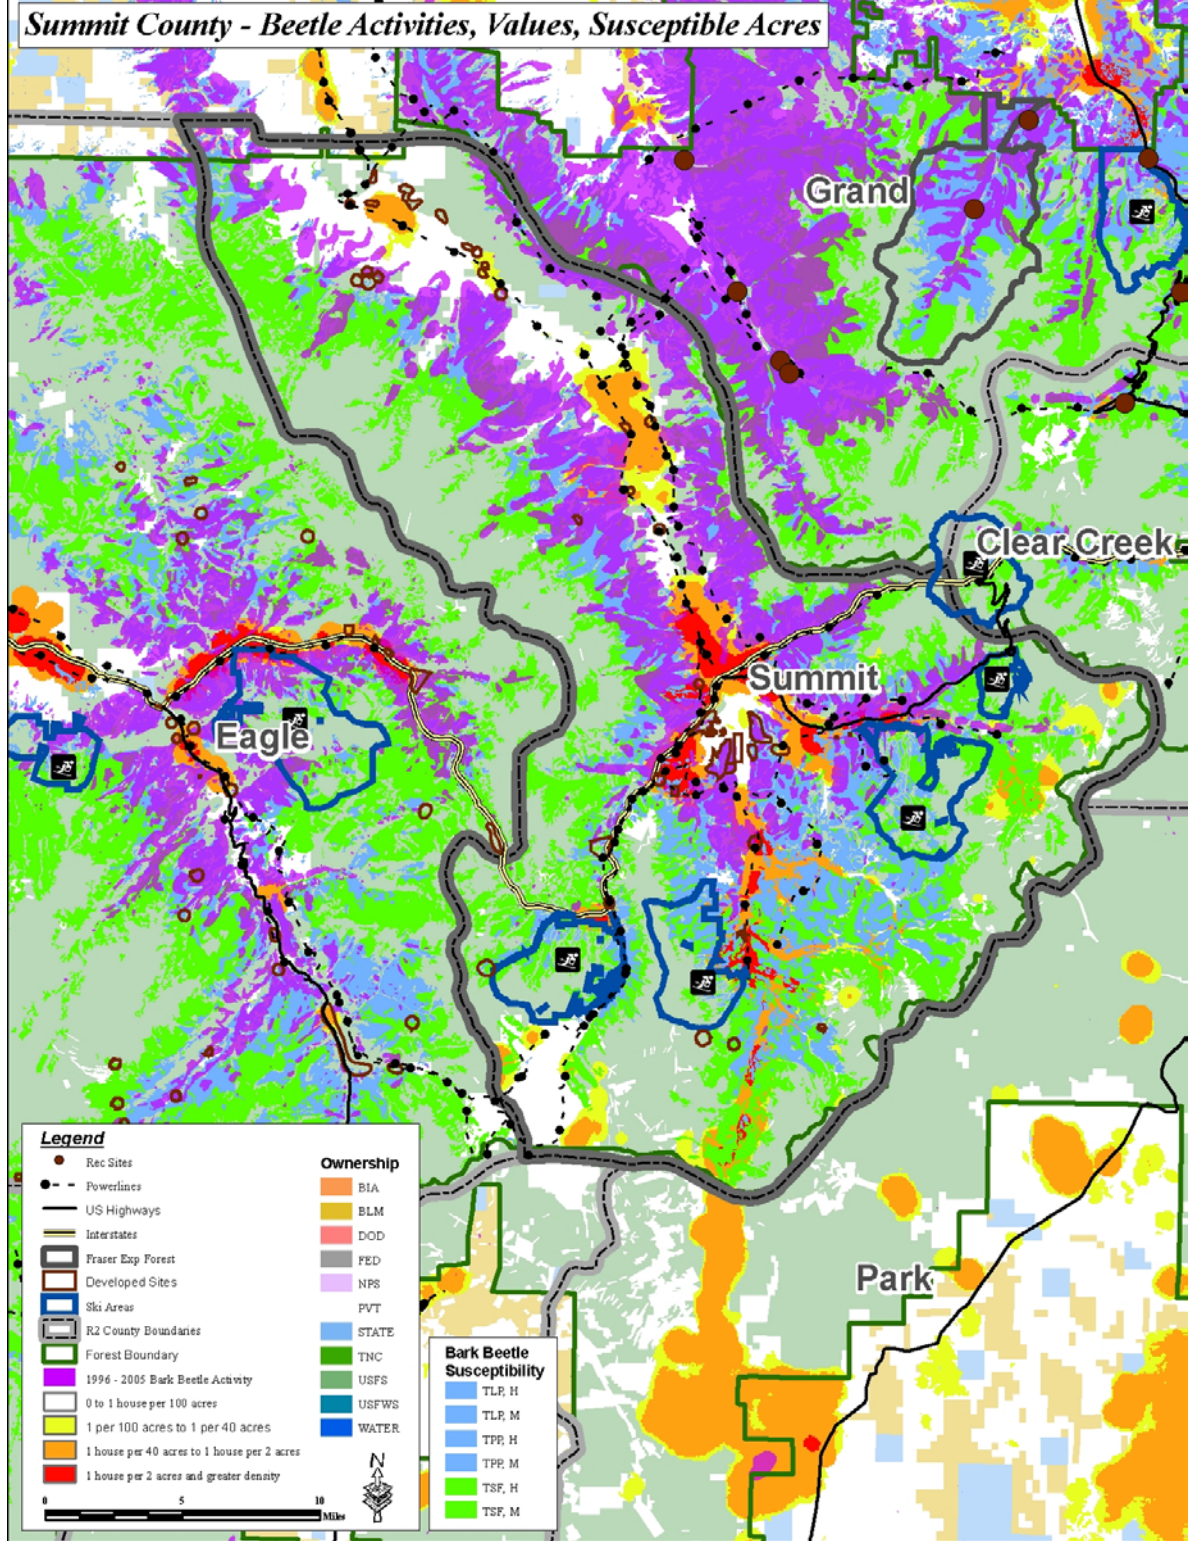 Summit County - Beetle Activities, Values, Susceptible Acres
Grand
Clear Creek
Summit
Eagle
Park
Legend
Rec Sites
Powerlines
US Highways
Interstates
Fraser Exp Forest
Developed Sites
Ski Areas
R2 County Boundaries
Forest Boundary
1996 - 2005 Bark Beetle Activity
0 to 1 house per 100 acres
1 per 100 acres to 1 per 40 acres
1 house per 40 acres to 1 house per 2 acres
1 house per 2 acres and greater density
0 5 10
Miles
Ownership
BIA
BLM
DOD
FED
NPS
PVT
STATE
TNC
USFS
USFWS
WATER
N
Bark Beetle
Susceptibility
TLP, H
TLP, M
TPP, H
TPP, M
TSF, H
TSF, M